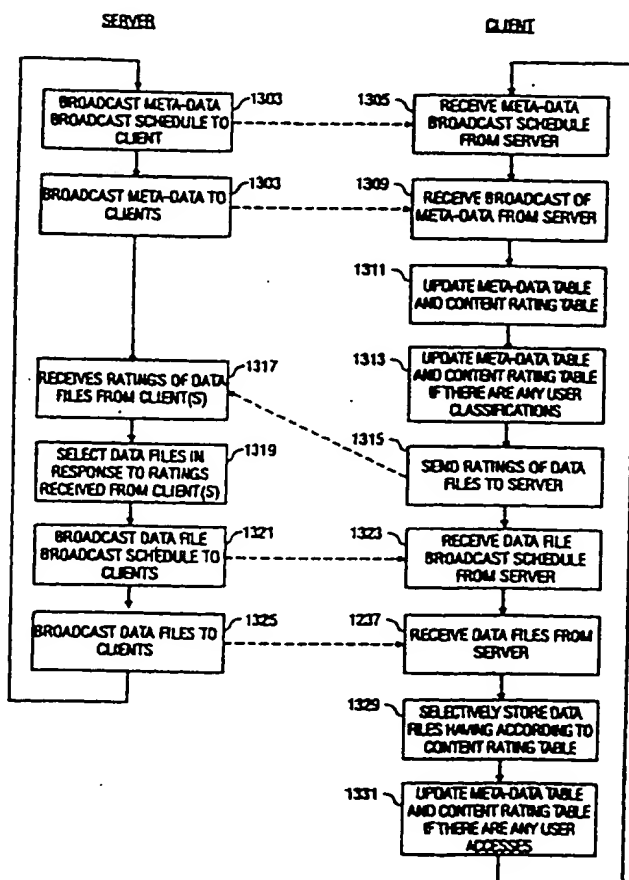 SERVER
CLIENT
1303
BROADCAST META-DATA
BROADCAST SCHEDULE TO
CLIENT
1305
RECEIVE META-DATA
BROADCAST SCHEDULE
FROM SERVER
1303
BROADCAST META-DATA TO
CLIENTS
1309
RECEIVE BROADCAST OF
META-DATA FROM SERVER
1311
UPDATE META-DATA TABLE
AND CONTENT RATING TABLE
1313
UPDATE META-DATA TABLE
AND CONTENT RATING TABLE
IF THERE ARE ANY USER
CLASSIFICATIONS
1317
RECEIVES RATINGS OF DATA
FILES FROM CLIENT(S)
1315
SEND RATINGS OF DATA
FILES TO SERVER
1319
SELECT DATA FILES IN
RESPONSE TO RATINGS
RECEIVED FROM CLIENT(S)
1321
BROADCAST DATA FILE
BROADCAST SCHEDULE TO
CLIENTS
1323
RECEIVE DATA FILE
BROADCAST SCHEDULE
FROM SERVER
1325
BROADCAST DATA FILES TO
CLIENTS
1237
RECEIVE DATA FILES FROM
SERVER
1329
SELECTIVELY STORE DATA
FILES HAVING ACCORDING TO
CONTENT RATING TABLE
1331
UPDATE META-DATA TABLE
AND CONTENT RATING TABLE
IF THERE ARE ANY USER
ACCESSES